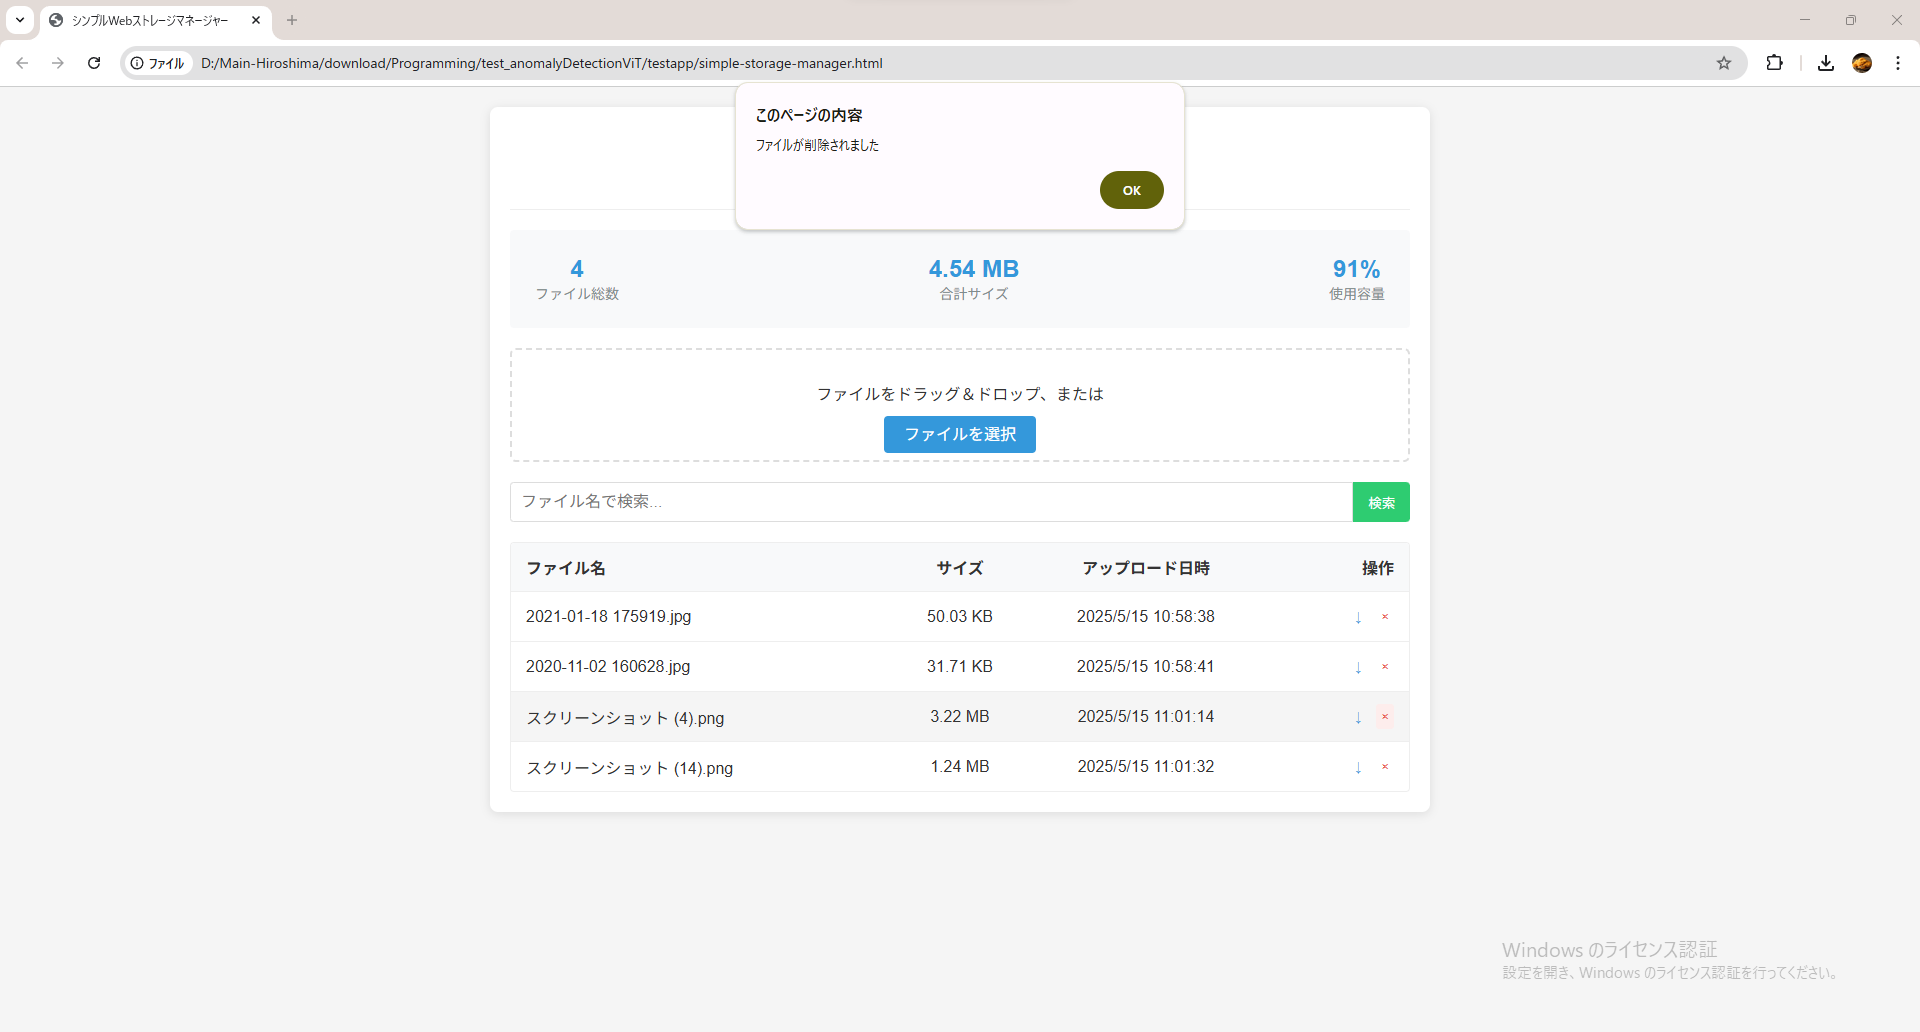 シンプルWebストレージマネージャー
ファイル
D:/Main-Hiroshima/download/Programming/test_anomalyDetectionViT/testapp/simple-storage-manager.html
このページの内容
ファイルが削除されました
OK
4
ファイル総数
4.54 MB
合計サイズ
91%
使用容量
ファイルをドラッグ＆ドロップ、または
ファイルを選択
ファイル名で検索...
検索
ファイル名 サイズ アップロード日時 操作
2021-01-18 175919.jpg 50.03 KB 2025/5/15 10:58:38 ↓ ×
2020-11-02 160628.jpg 31.71 KB 2025/5/15 10:58:41 ↓ ×
スクリーンショット (4).png 3.22 MB 2025/5/15 11:01:14 ↓ ×
スクリーンショット (14).png 1.24 MB 2025/5/15 11:01:32 ↓ ×
Windows のライセンス認証
設定を開き、Windows のライセンス認証を行ってください。